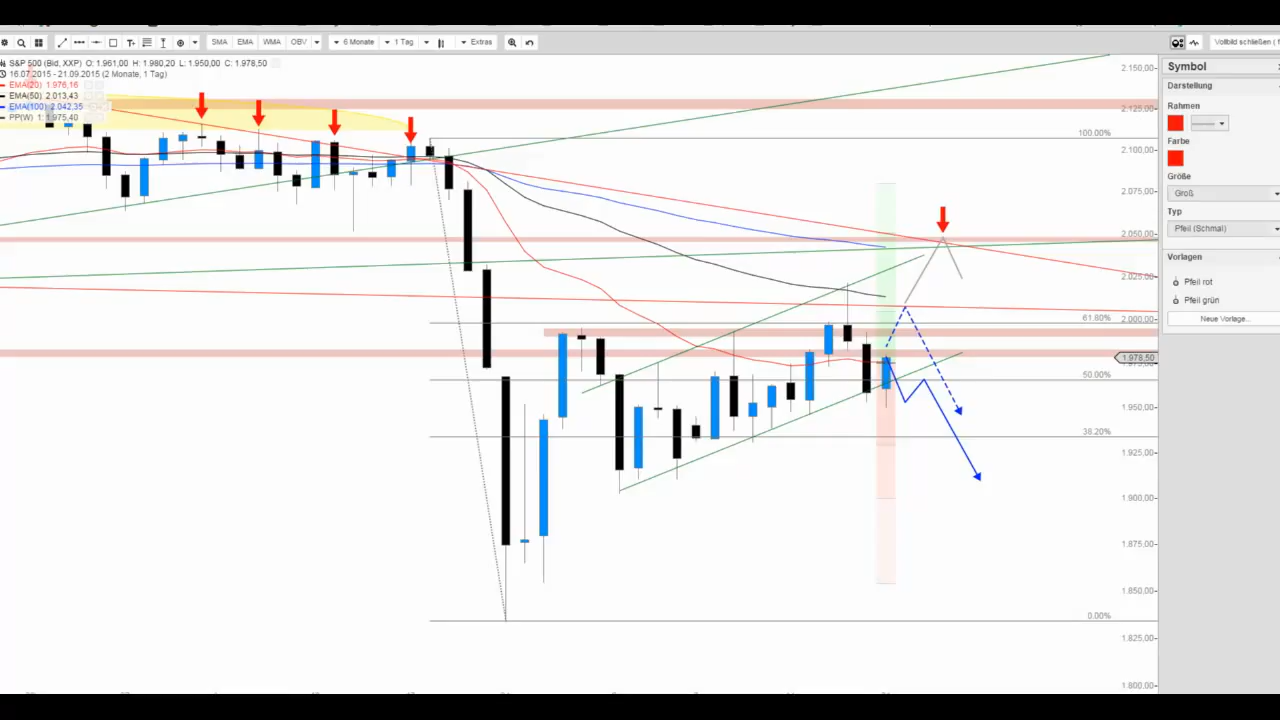 SMA EMA WMA OBV 6 Monate 1 Tag Extras
Vollbild schließen ( f
S&P 500 (Bid, XXP) O: 1.961,00 H: 1.980,20 L: 1.950,00 C: 1.978,50
16.07.2015 - 21.09.2015 (2 Monate, 1 Tag)
EMA(20) 1: 1.976,16
EMA(50) 2: 2.013,43
EMA(100) 2: 2.042,35
PP(W) 1: 1.975,40
2.150,00
2.125,00
100.00%
2.100,00
2.075,00
2.050,00
2.025,00
61.80%
2.000,00
1.978,50
50.00%
1.950,00
38.20%
1.925,00
1.900,00
1.875,00
1.850,00
0.00%
1.825,00
1.800,00
Symbol
Darstellung
Rahmen
Farbe
Größe
Groß
Typ
Pfeil (Schmal)
Vorlagen
Pfeil rot
Pfeil grün
Neue Vorlage...